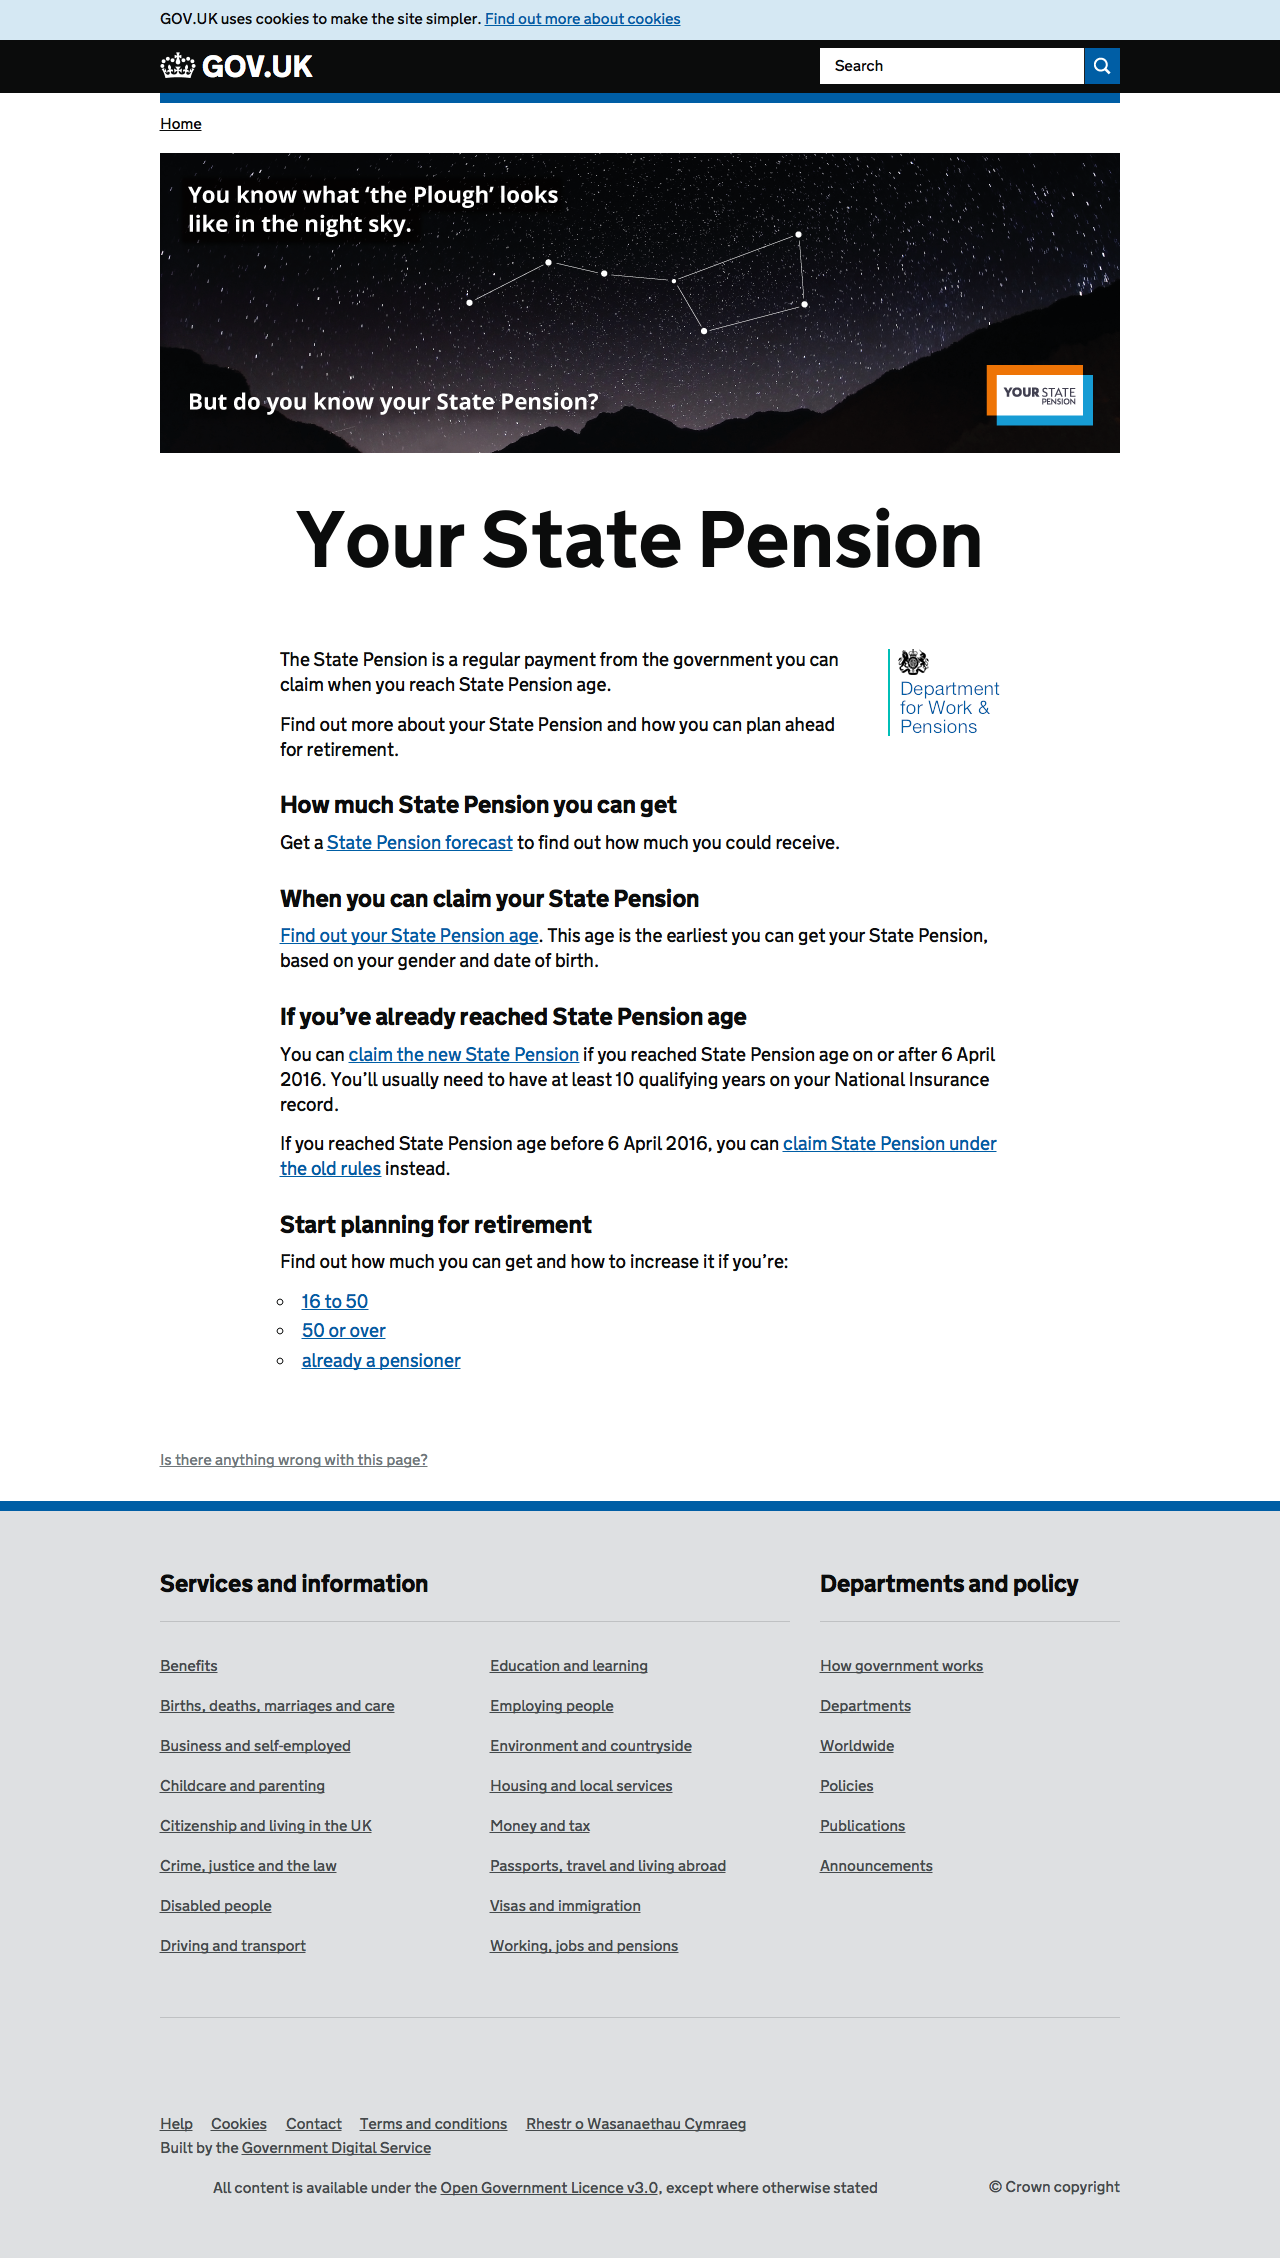 GOV.UK uses cookies to make the site simpler. Find out more about cookies
GOV.UK
Search
Home
You know what ‘the Plough’ looks
like in the night sky.
But do you know your State Pension?
YOUR STATE
PENSION
Your State Pension
The State Pension is a regular payment from the government you can
claim when you reach State Pension age.
Find out more about your State Pension and how you can plan ahead
for retirement.
Department
for Work &
Pensions
How much State Pension you can get
Get a State Pension forecast to find out how much you could receive.
When you can claim your State Pension
Find out your State Pension age. This age is the earliest you can get your State Pension,
based on your gender and date of birth.
If you’ve already reached State Pension age
You can claim the new State Pension if you reached State Pension age on or after 6 April
2016. You’ll usually need to have at least 10 qualifying years on your National Insurance
record.
If you reached State Pension age before 6 April 2016, you can claim State Pension under
the old rules instead.
Start planning for retirement
Find out how much you can get and how to increase it if you’re:
16 to 50
50 or over
already a pensioner
Is there anything wrong with this page?
Services and information
Benefits
Births, deaths, marriages and care
Business and self-employed
Childcare and parenting
Citizenship and living in the UK
Crime, justice and the law
Disabled people
Driving and transport
Education and learning
Employing people
Environment and countryside
Housing and local services
Money and tax
Passports, travel and living abroad
Visas and immigration
Working, jobs and pensions
Departments and policy
How government works
Departments
Worldwide
Policies
Publications
Announcements
Help Cookies Contact Terms and conditions Rhestr o Wasanaethau Cymraeg
Built by the Government Digital Service
All content is available under the Open Government Licence v3.0, except where otherwise stated
© Crown copyright